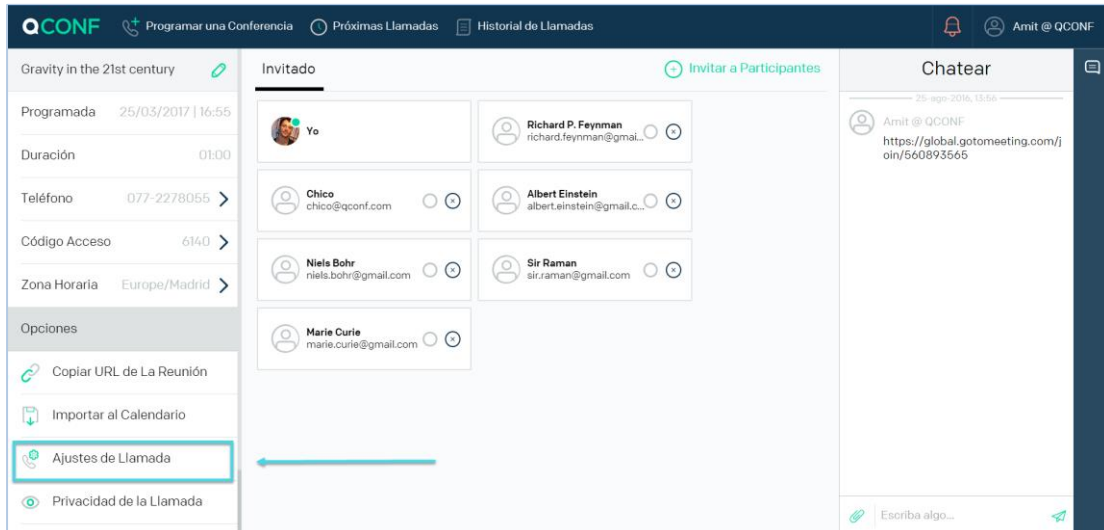 QCONF
Programar una Conferencia
Próximas Llamadas
Historial de Llamadas
Amit @ QCONF
Gravity in the 21st century
Programada 25/03/2017 | 16:55
Duración 01:00
Teléfono 077-2278055
Código Acceso 6140
Zona Horaria Europe/Madrid
Opciones
Copiar URL de La Reunión
Importar al Calendario
Ajustes de Llamada
Privacidad de la Llamada
Invitado
Invitar a Participantes
Yo
Richard P. Feynman
richard.feynman@gmai...
Chico
chico@qconf.com
Albert Einstein
albert.einstein@gmail.c...
Niels Bohr
niels.bohr@gmail.com
Sir Raman
sir.raman@gmail.com
Marie Curie
marie.curie@gmail.com
Chatear
25-ago-2016, 13:56
Amit @ QCONF
https://global.gotomeeting.com/j
oin/560893565
Escriba algo...